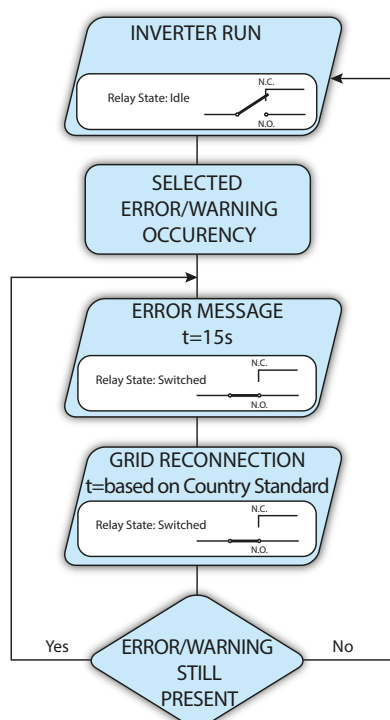 INVERTER RUN
N.C.
Relay State: Idle
N.O.
SELECTED
ERROR/WARNING
OCCURENCY
ERROR MESSAGE
t=15s
N.C.
Relay State: Switched
N.O.
GRID RECONNECTION
t=based on Country Standard
N.C.
Relay State: Switched
N.O.
Yes
No
ERROR/WARNING
STILL
PRESENT